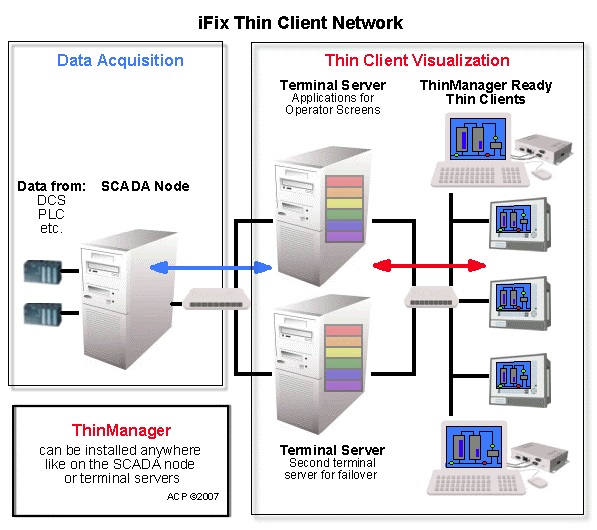 iFix Thin Client Network
Data Acquisition
Data from:
DCS
PLC
etc.
SCADA Node
Thin Client Visualization
Terminal Server
Applications for
Operator Screens
ThinManager Ready
Thin Clients
Terminal Server
Second terminal
server for failover
ThinManager
can be installed anywhere
like on the SCADA node
or terminal servers
ACP ©2007